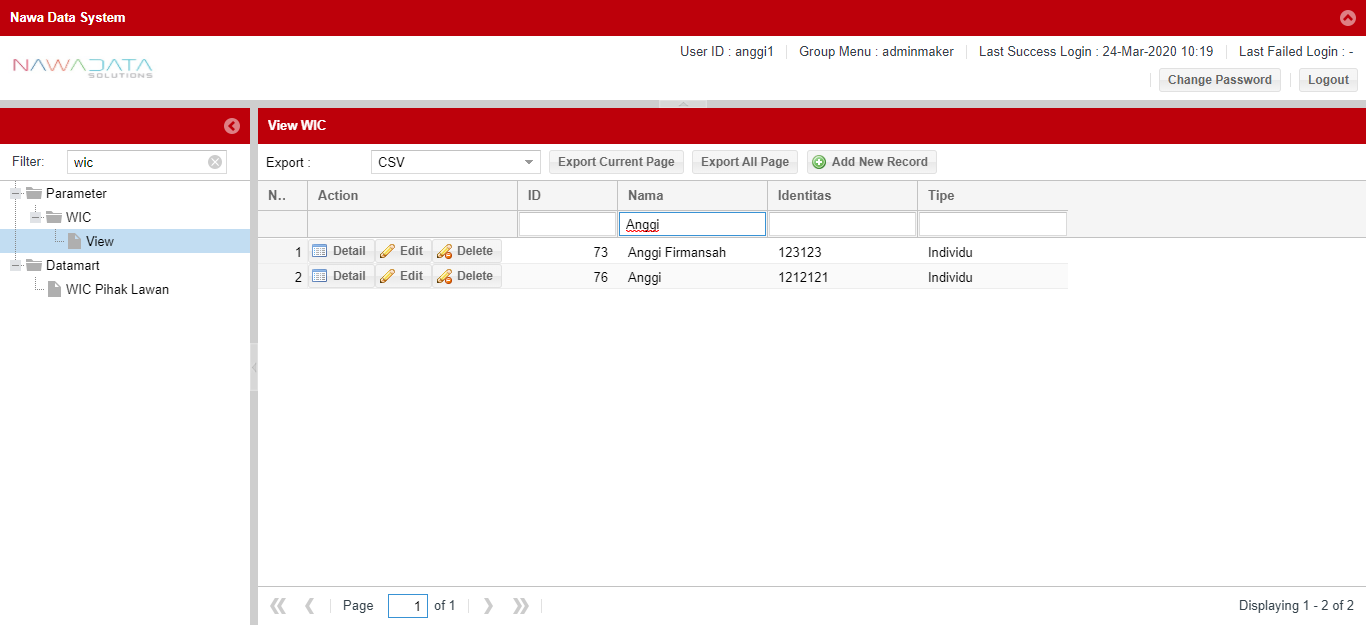 Nawa Data System
User ID : anggi1 Group Menu : adminmaker Last Success Login : 24-Mar-2020 10:19 Last Failed Login : -
NAWADATA
SOLUTIONS
Change Password Logout
View WIC
Filter: wic
Export : CSV Export Current Page Export All Page Add New Record
Parameter
WIC
View
Datamart
WIC Pihak Lawan
N.. Action ID Nama Identitas Tipe
Anggi
1 Detail Edit Delete 73 Anggi Firmansah 123123 Individu
2 Detail Edit Delete 76 Anggi 1212121 Individu
Page 1 of 1 Displaying 1 - 2 of 2